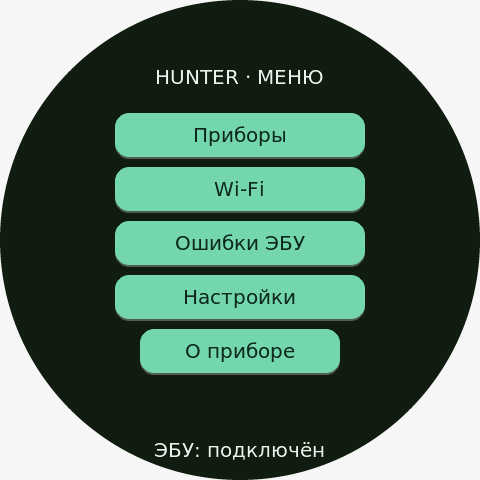 HUNTER · МЕНЮ
Приборы
Wi-Fi
Ошибки ЭБУ
Настройки
О приборе
ЭБУ: подключён